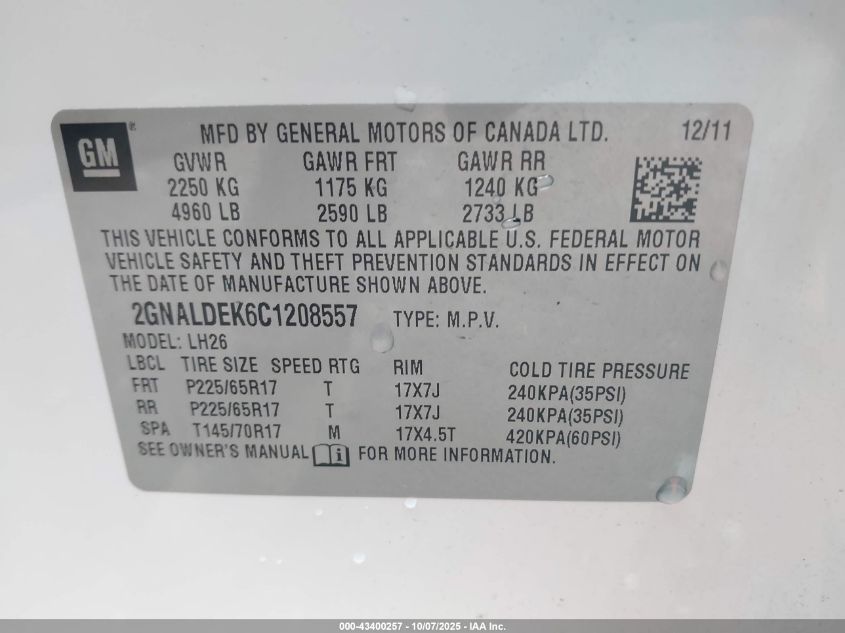 GM ® MFD BY GENERAL MOTORS OF CANADA LTD. 12/11
GVWR GAWR FRT GAWR RR
2250 KG 1175 KG 1240 KG
4960 LB 2590 LB 2733 LB
THIS VEHICLE CONFORMS TO ALL APPLICABLE U.S. FEDERAL MOTOR
VEHICLE SAFETY AND THEFT PREVENTION STANDARDS IN EFFECT ON
THE DATE OF MANUFACTURE SHOWN ABOVE.
2GNALDEK6C1208557 TYPE: M.P.V.
MODEL: LH26
LBCL TIRE SIZE SPEED RTG RIM COLD TIRE PRESSURE
FRT P225/65R17 T 17X7J 240KPA(35PSI)
RR P225/65R17 T 17X7J 240KPA(35PSI)
SPA T145/70R17 M 17X4.5T 420KPA(60PSI)
SEE OWNER'S MANUAL i FOR MORE INFORMATION.
000-43400257 - 10/07/2025 - IAA Inc.